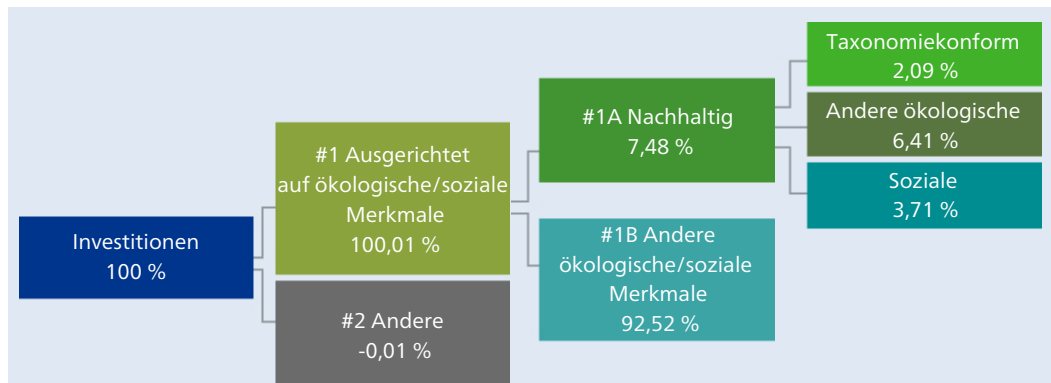 Investitionen
100 %
#1 Ausgerichtet
auf ökologische/soziale
Merkmale
100,01 %
#2 Andere
-0,01 %
#1A Nachhaltig
7,48 %
#1B Andere
ökologische/soziale
Merkmale
92,52 %
Taxonomiekonform
2,09 %
Andere ökologische
6,41 %
Soziale
3,71 %